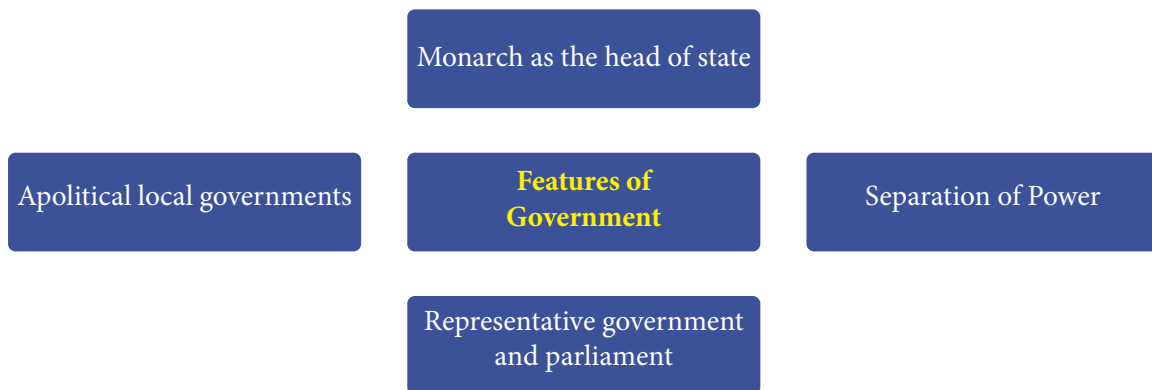 Monarch as the head of state
Apolitical local governments
Features of
Government
Separation of Power
Representative government
and parliament